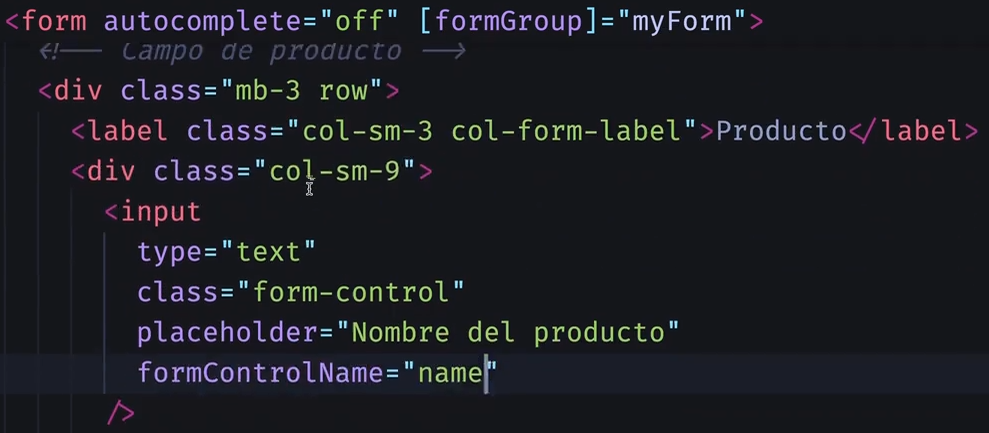 <form autocomplete="off" [formGroup]="myForm">
<!-- Campo de producto -->
<div class="mb-3 row">
<label class="col-sm-3 col-form-label">Producto</label>
<div class="col-sm-9">
<input
type="text"
class="form-control"
placeholder="Nombre del producto"
formControlName="name"
/>